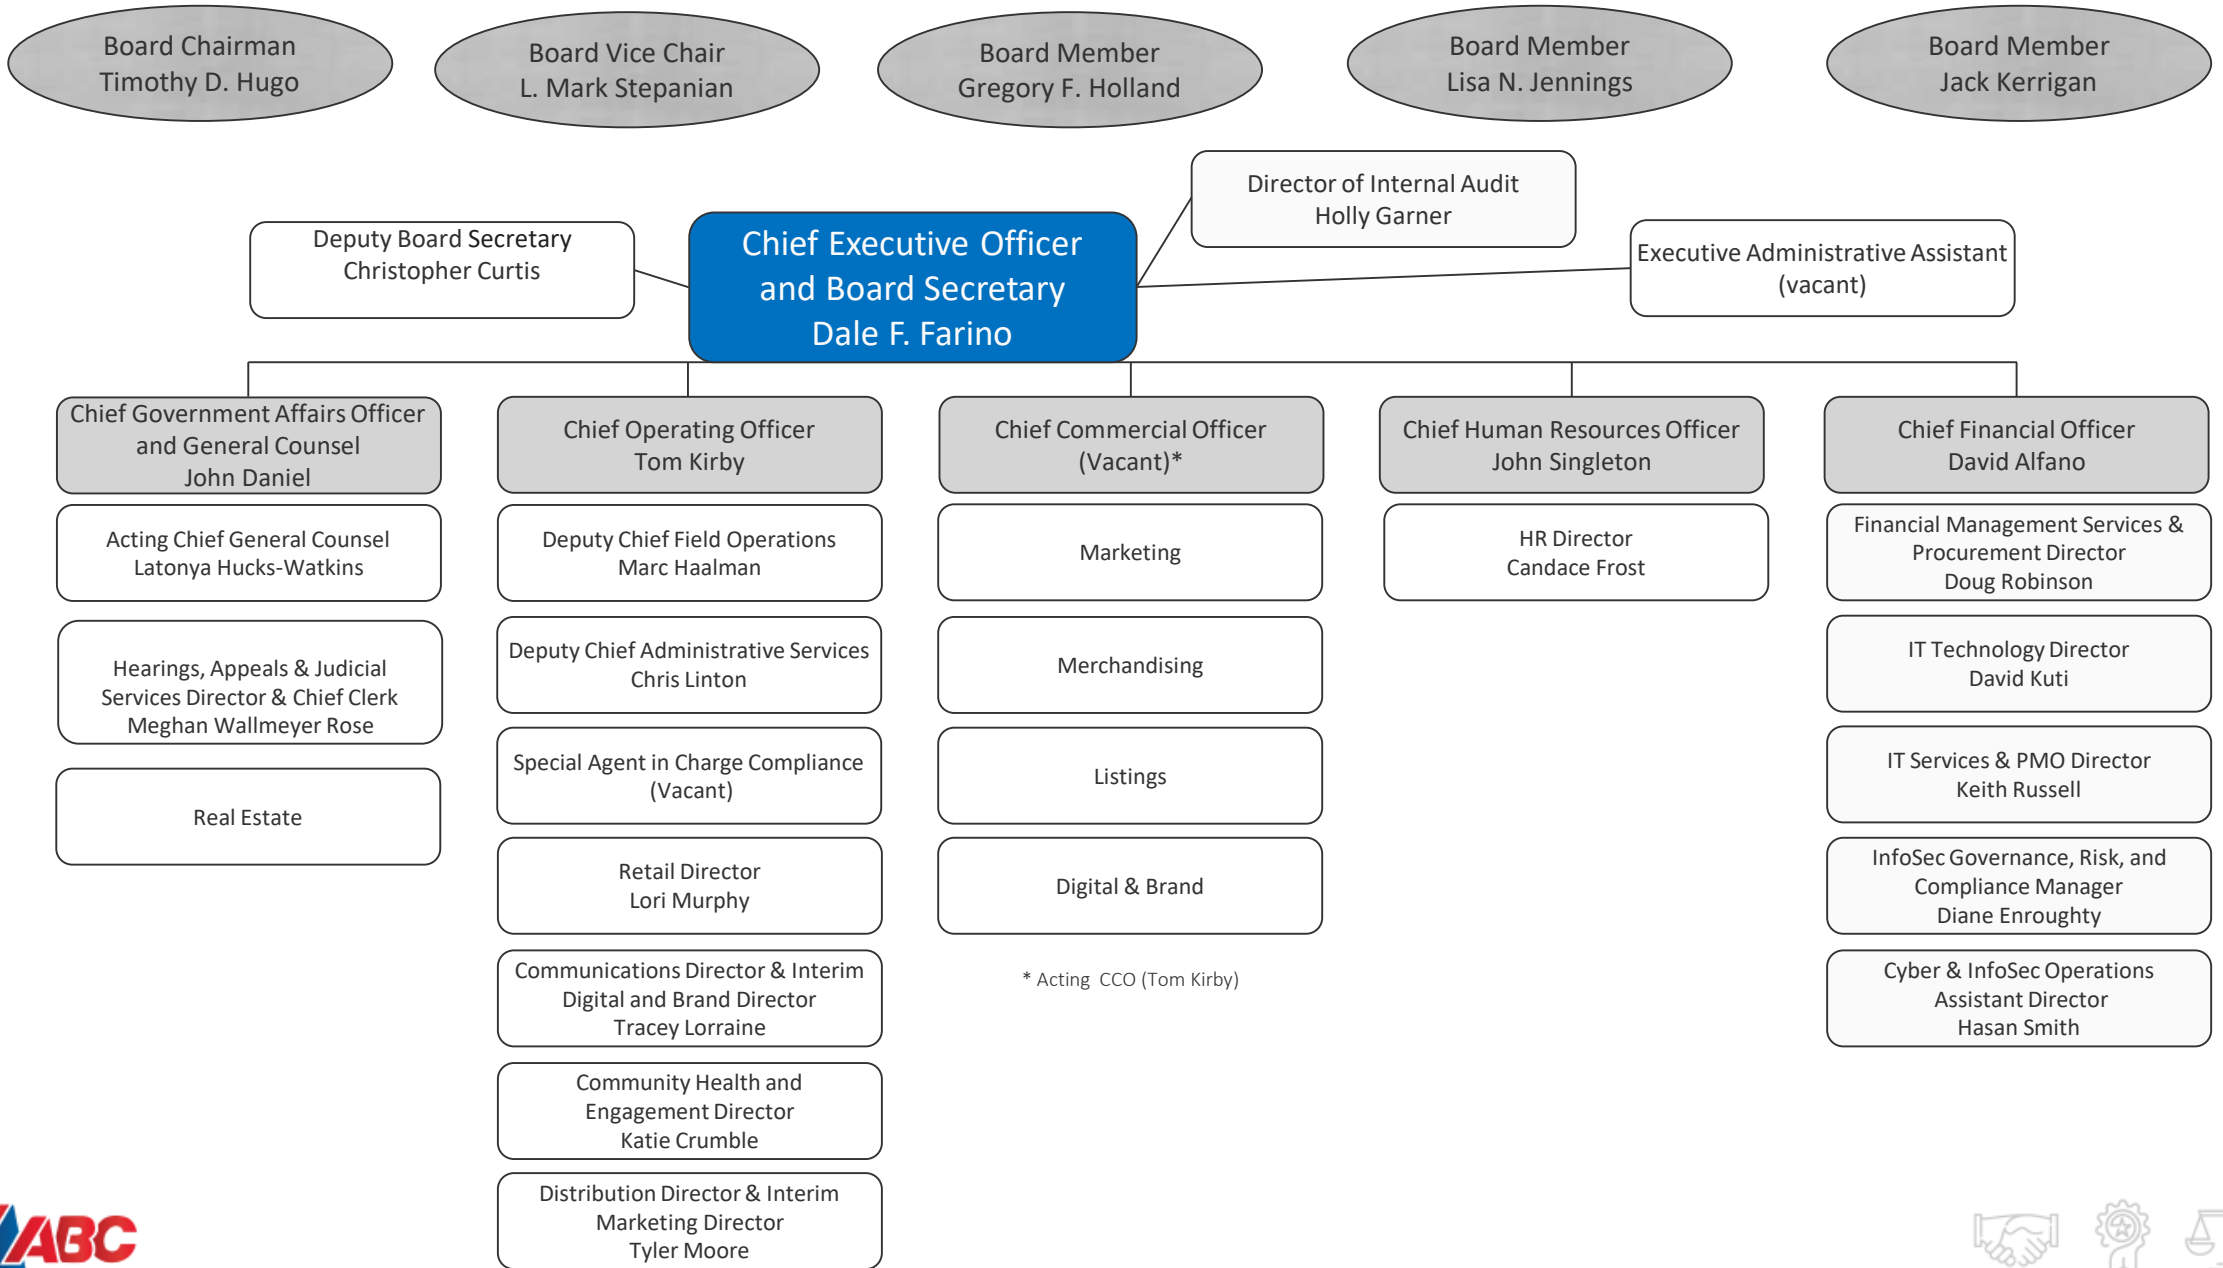 Board Chairman
Timothy D. Hugo
Board Vice Chair
L. Mark Stepanian
Board Member
Gregory F. Holland
Board Member
Lisa N. Jennings
Board Member
Jack Kerrigan
Director of Internal Audit
Holly Garner
Deputy Board Secretary
Christopher Curtis
Chief Executive Officer
and Board Secretary
Dale F. Farino
Executive Administrative Assistant
(vacant)
Chief Government Affairs Officer
and General Counsel
John Daniel
Acting Chief General Counsel
Latonya Hucks-Watkins
Hearings, Appeals & Judicial
Services Director & Chief Clerk
Meghan Wallmeyer Rose
Real Estate
Chief Operating Officer
Tom Kirby
Deputy Chief Field Operations
Marc Haalman
Deputy Chief Administrative Services
Chris Linton
Special Agent in Charge Compliance
(Vacant)
Retail Director
Lori Murphy
Communications Director & Interim
Digital and Brand Director
Tracey Lorraine
Community Health and
Engagement Director
Katie Crumble
Distribution Director & Interim
Marketing Director
Tyler Moore
Chief Commercial Officer
(Vacant)*
Marketing
Merchandising
Listings
Digital & Brand
* Acting CCO (Tom Kirby)
Chief Human Resources Officer
John Singleton
HR Director
Candace Frost
Chief Financial Officer
David Alfano
Financial Management Services &
Procurement Director
Doug Robinson
IT Technology Director
David Kuti
IT Services & PMO Director
Keith Russell
InfoSec Governance, Risk, and
Compliance Manager
Diane Enroughty
Cyber & InfoSec Operations
Assistant Director
Hasan Smith
ABC